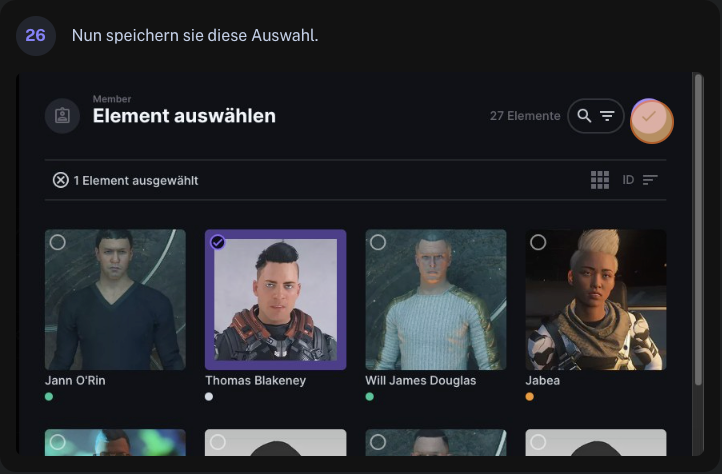 26
Nun speichern sie diese Auswahl.
Member
Element auswählen
27 Elemente
1 Element ausgewählt
ID
Jann O'Rin
Thomas Blakeney
Will James Douglas
Jabea